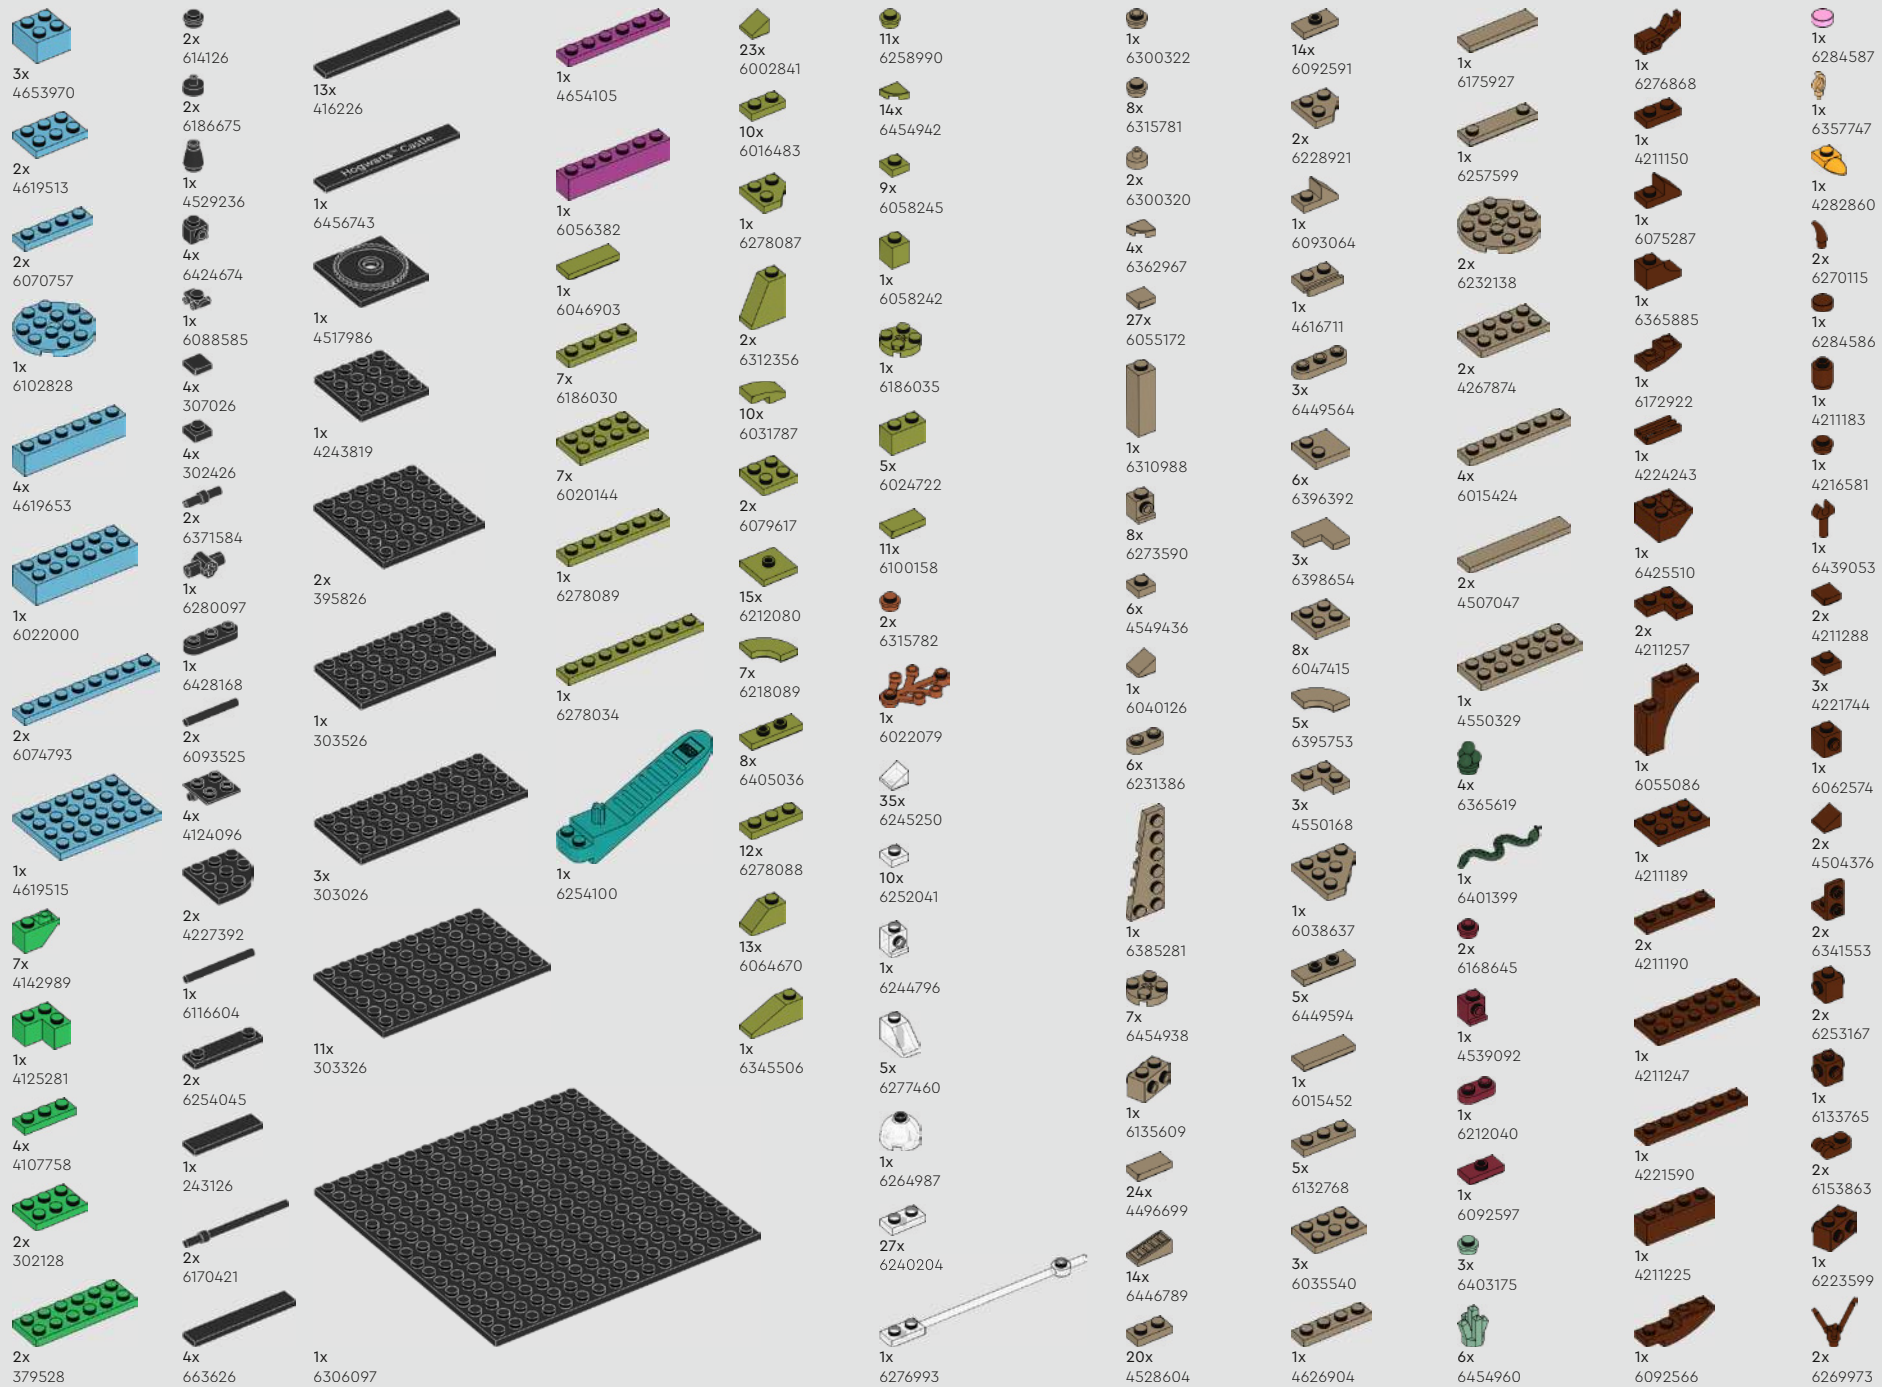 3x
4653970
2x
4619513
2x
6070757
1x
6102828
4x
4619653
1x
6022000
2x
6074793
1x
4619515
7x
4142989
1x
4125281
4x
4107758
2x
302128
2x
379528
2x
614126
2x
6186675
1x
4529236
4x
6424674
1x
6088585
4x
307026
4x
302426
2x
6371584
1x
6280097
1x
6428168
2x
6093525
4x
4124096
2x
4227392
1x
6116604
2x
6254045
1x
243126
2x
6170421
4x
663626
13x
416226
Hogwarts™ Castle
1x
6456743
1x
4517986
1x
4243819
2x
395826
1x
303526
3x
303026
11x
303326
1x
6306097
1x
4654105
1x
6056382
1x
6046903
7x
6186030
7x
6020144
1x
6278089
1x
6278034
1x
6254100
23x
6002841
10x
6016483
1x
6278087
2x
6312356
10x
6031787
2x
6079617
15x
6212080
7x
6218089
8x
6405036
12x
6278088
13x
6064670
1x
6345506
11x
6258990
14x
6454942
9x
6058245
1x
6058242
1x
6186035
5x
6024722
11x
6100158
2x
6315782
1x
6022079
35x
6245250
10x
6252041
1x
6244796
5x
6277460
1x
6264987
27x
6240204
1x
6276993
1x
6300322
8x
6315781
2x
6300320
4x
6362967
27x
6055172
1x
6310988
8x
6273590
6x
4549436
1x
6040126
6x
6231386
1x
6385281
7x
6454938
1x
6135609
24x
4496699
14x
6446789
20x
4528604
14x
6092591
2x
6228921
1x
6093064
1x
4616711
3x
6449564
6x
6396392
3x
6398654
8x
6047415
5x
6395753
3x
4550168
1x
6038637
5x
6449594
1x
6015452
5x
6132768
3x
6035540
1x
4626904
1x
6175927
1x
6257599
2x
6232138
2x
4267874
4x
6015424
2x
4507047
1x
4550329
4x
6365619
1x
6401399
2x
6168645
1x
4539092
1x
6212040
1x
6092597
3x
6403175
6x
6454960
1x
6276868
1x
4211150
1x
6075287
1x
6365885
1x
6172922
1x
4224243
1x
6425510
2x
4211257
1x
6055086
1x
4211189
2x
4211190
1x
4211247
1x
4221590
1x
4211225
1x
6092566
1x
6284587
1x
6357747
1x
4282860
2x
6270115
1x
6284586
1x
4211183
1x
4216581
1x
6439053
2x
4211288
3x
4221744
1x
6062574
2x
4504376
2x
6341553
2x
6253167
1x
6133765
2x
6153863
1x
6223599
2x
6269973